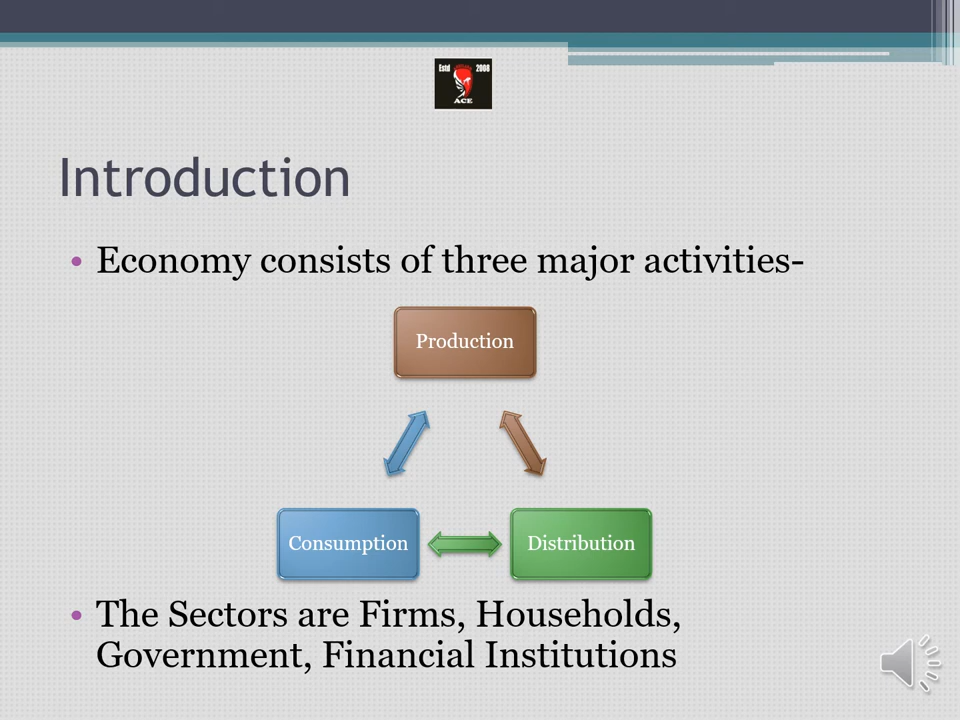 Estd 2008
ACE
Introduction
• Economy consists of three major activities-
Production
Consumption
Distribution
• The Sectors are Firms, Households,
Government, Financial Institutions